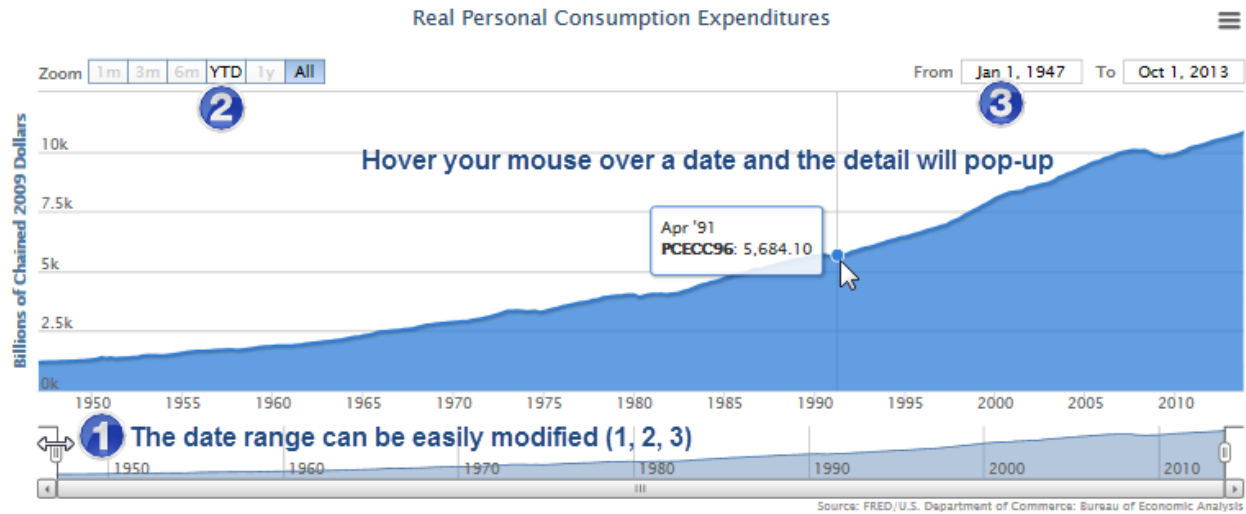 Real Personal Consumption Expenditures
Zoom 1m 3m 6m YTD 1y All
From Jan 1, 1947 To Oct 1, 2013
2
3
Billions of Chained 2009 Dollars
10k
7.5k
5k
2.5k
0k
Hover your mouse over a date and the detail will pop-up
Apr '91
PCECC96: 5,684.10
1950 1955 1960 1965 1970 1975 1980 1985 1990 1995 2000 2005 2010
1 The date range can be easily modified (1, 2, 3)
1950 1960 1970 1980 1990 2000 2010
Source: FRED/U.S. Department of Commerce: Bureau of Economic Analysis